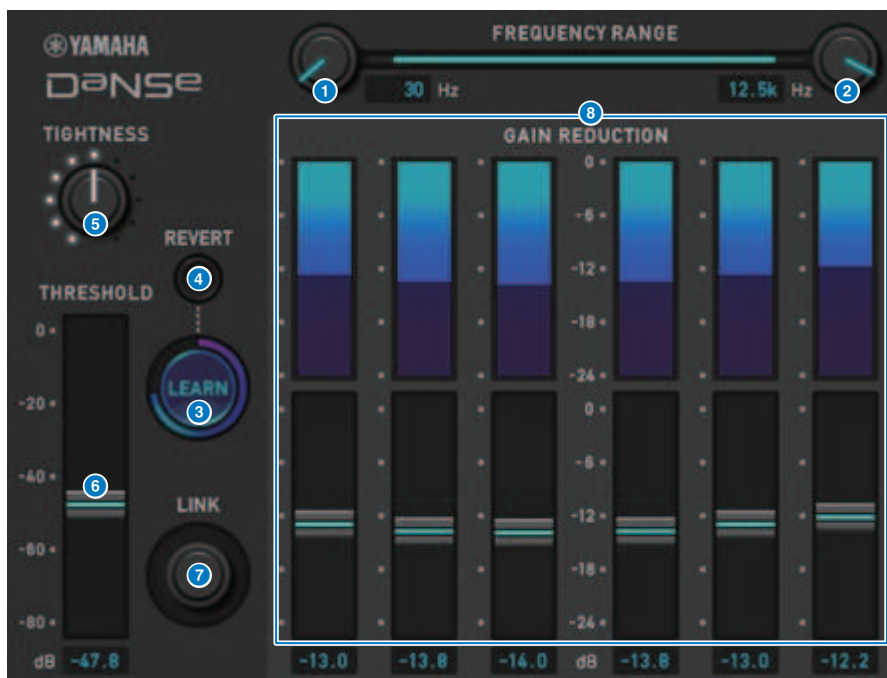 YAMAHA
DaNSe
FREQUENCY RANGE
1
30 Hz
12.5k Hz
2
8
TIGHTNESS
5
GAIN REDUCTION
0
-6
-12
-18
-24
REVERT
4
THRESHOLD
0
-20
-40
-60
-80
6
LEARN
3
LINK
7
0
-6
-12
-18
-24
dB -47.8
-13.0 -13.8 -14.0 dB -13.8 -13.0 -12.2